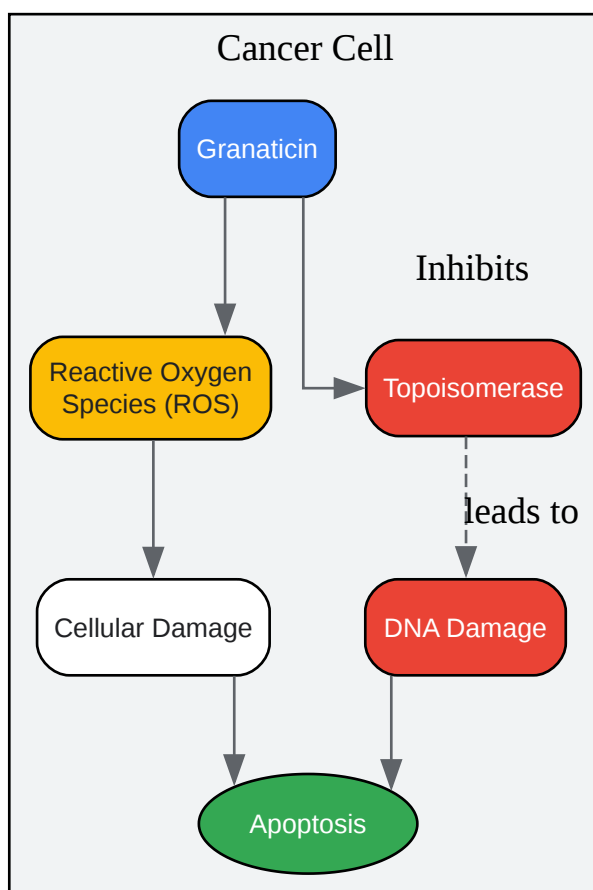 Cancer Cell
Granaticin
Inhibits
Reactive Oxygen
Species (ROS)
Topoisomerase
leads to
Cellular Damage
DNA Damage
Apoptosis